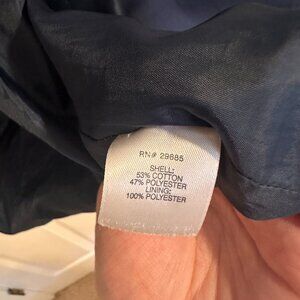 RN# 29685
SHELL:
53% COTTON
47% POLYESTER
LINING:
100% POLYESTER